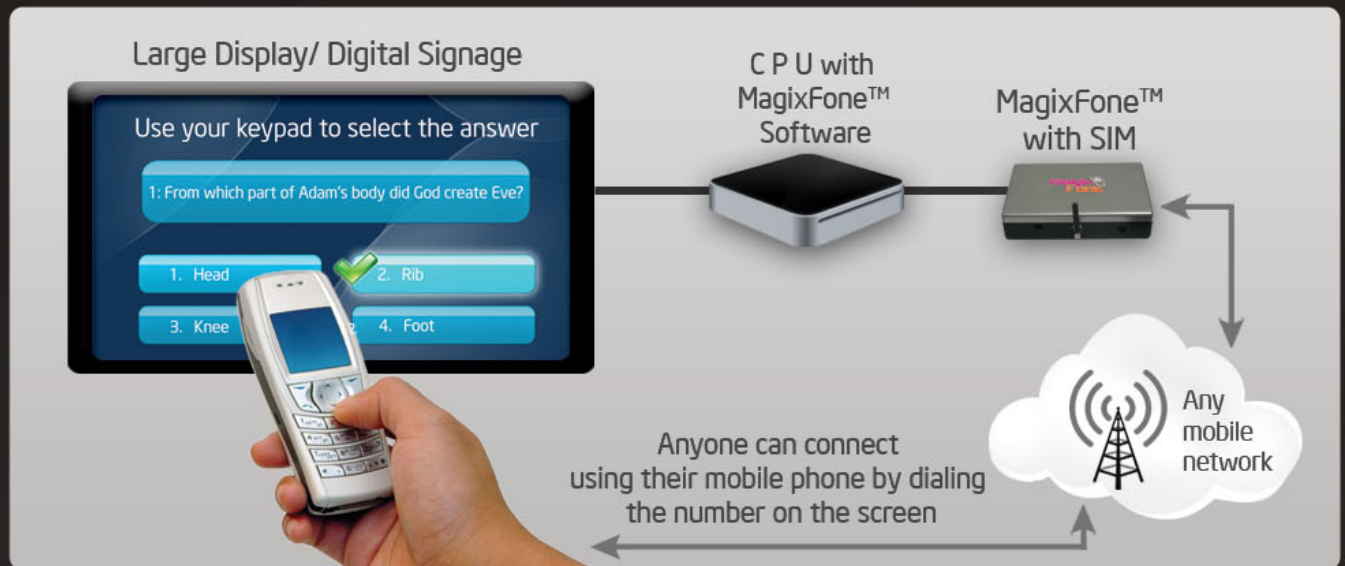 Large Display/ Digital Signage
Use your keypad to select the answer
1: From which part of Adam's body did God create Eve?
1. Head
2. Rib
3. Knee
4. Foot
C P U with
MagixFone™
Software
MagixFone™
with SIM
Any
mobile
network
Anyone can connect
using their mobile phone by dialing
the number on the screen